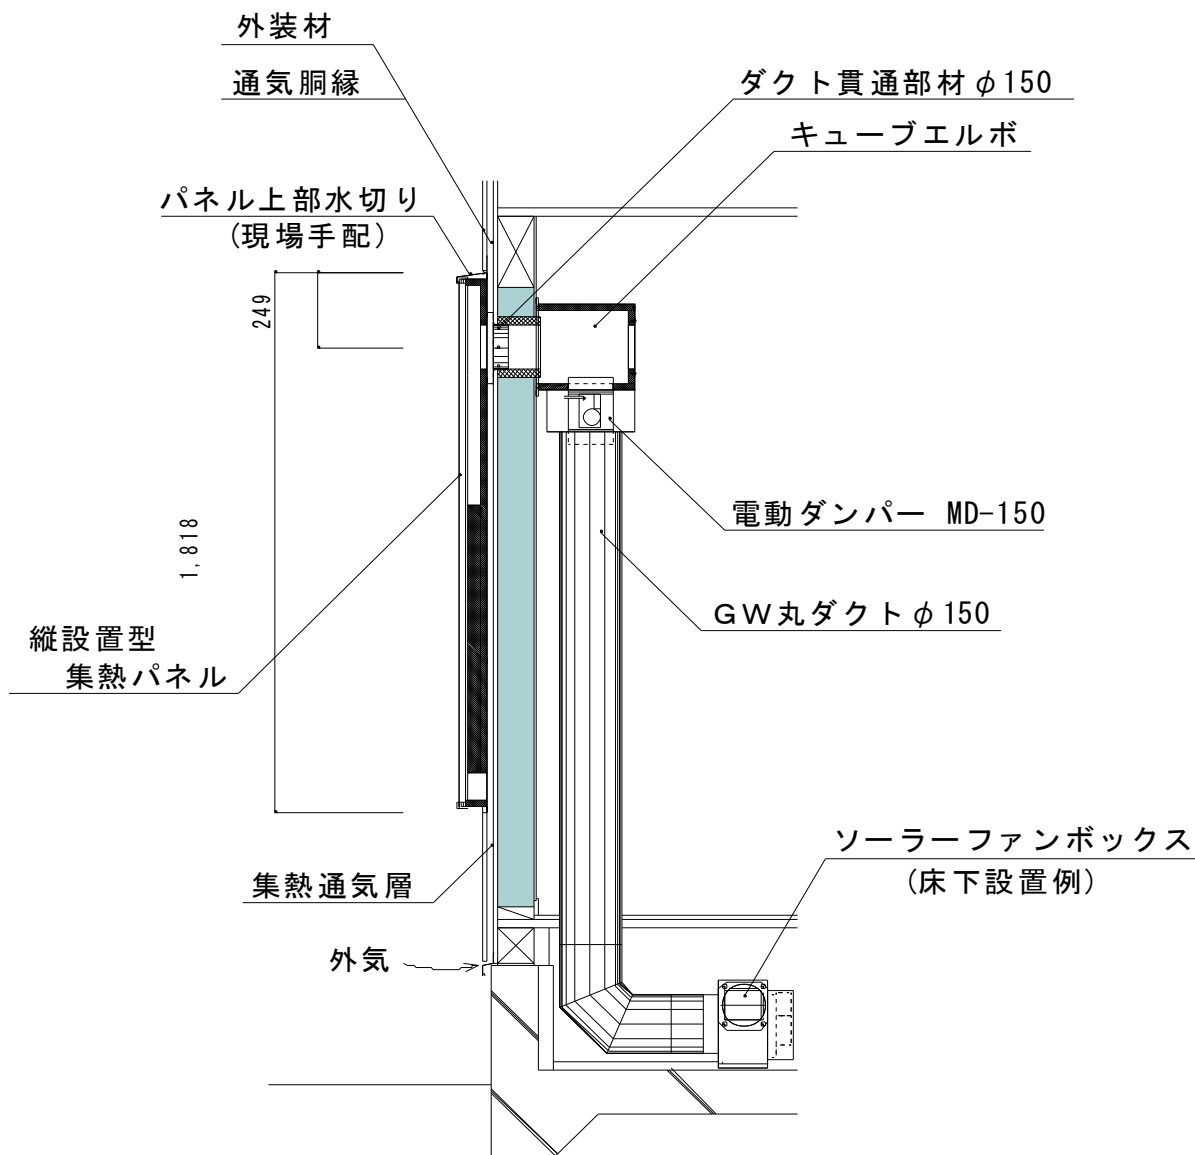 外装材
通気胴縁
ダクト貫通部材φ150
キューブエルボ
パネル上部水切り
(現場手配)
249
電動ダンパー MD-150
1,818
GW丸ダクトφ150
縦設置型
集熱パネル
ソーラーファンボックス
(床下設置例)
集熱通気層
外気